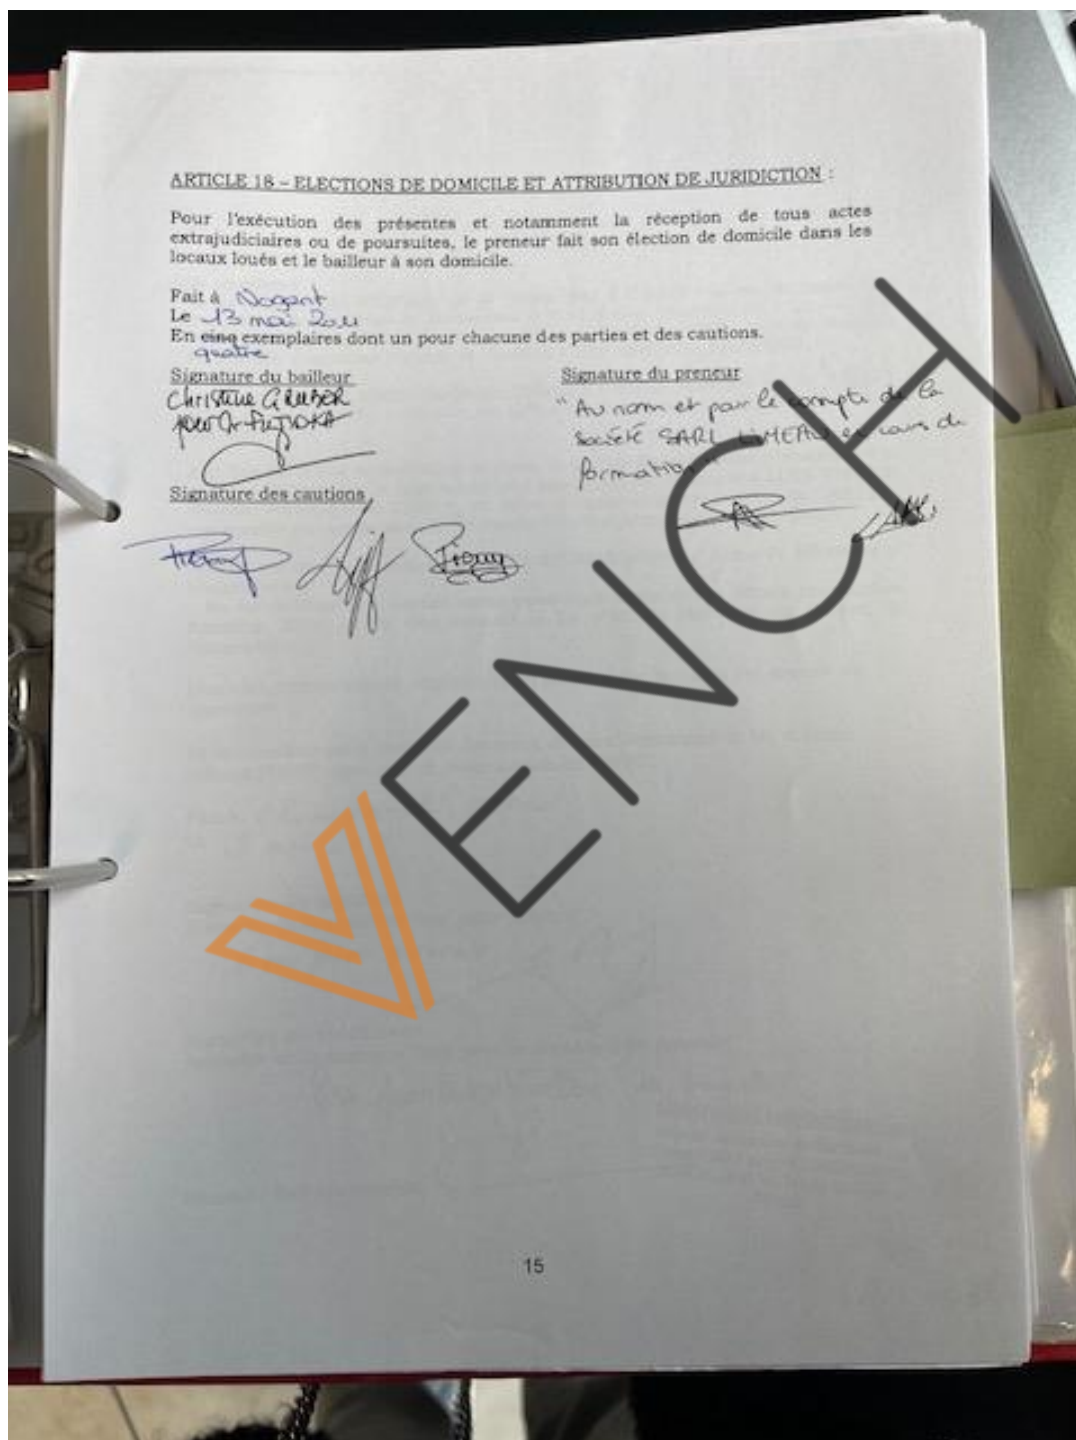 ARTICLE 18 – ELECTIONS DE DOMICILE ET ATTRIBUTION DE JURIDICTION :
Pour l'exécution des présentes et notamment la réception de tous actes
extrajudiciaires ou de poursuites, le preneur fait son élection de domicile dans les
locaux loués et le bailleur à son domicile.
Fait à Nogent
Le 13 mai 2011
En cinq exemplaires dont un pour chacune des parties et des cautions.
quatre
Signature du bailleur
Christine GRUBER
pour
Signature du preneur
"Au nom et par le compte de la
Société SARL LIMEAU en cours de
formation"
Signature des cautions
VENCH
15